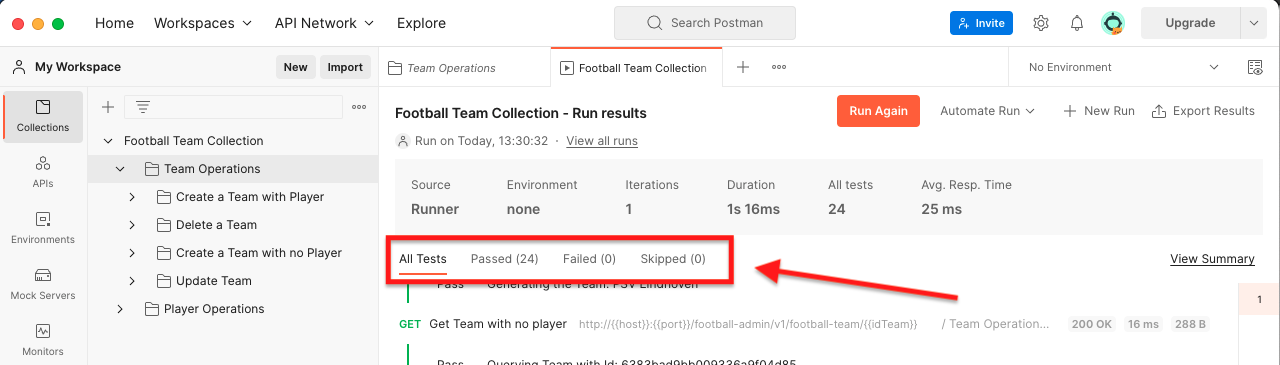 Home Workspaces API Network Explore Search Postman Invite Upgrade
My Workspace New Import Team Operations Football Team Collection No Environment
Collections
APIs
Environments
Mock Servers
Monitors
Football Team Collection
Team Operations
Create a Team with Player
Delete a Team
Create a Team with no Player
Update Team
Player Operations
Football Team Collection - Run results Run Again Automate Run New Run Export Results
Run on Today, 13:30:32 · View all runs
Source Environment Iterations Duration All tests Avg. Resp. Time
Runner none 1 1s 16ms 24 25 ms
All Tests Passed (24) Failed (0) Skipped (0) View Summary
Pass Generating the Team: PSV Eindhoven
1
GET Get Team with no player http://{{host}}:{{port}}/football-admin/v1/football-team/{{idTeam}} / Team Operation... 200 OK 16 ms 288 B
Pass Querying Team with Id: 6383bad9bb009336a9f04d85